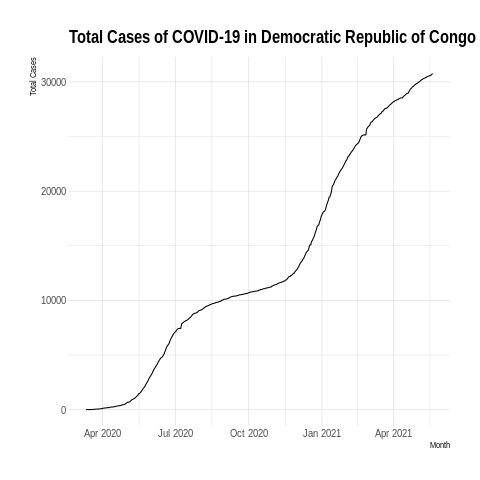 Total Cases of COVID-19 in Democratic Republic of Congo
Total Cases
30000
20000
10000
0
Apr 2020 Jul 2020 Oct 2020 Jan 2021 Apr 2021
Month